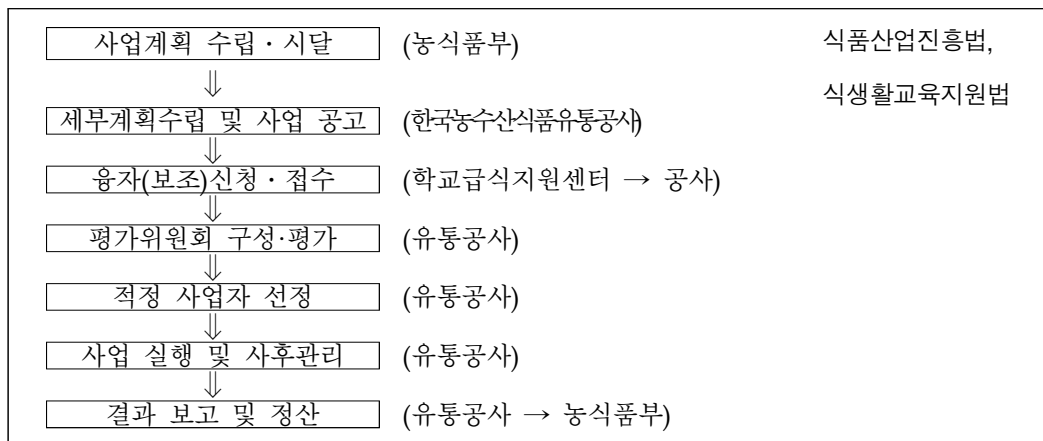 사업계획 수립·시달 (농식품부) 식품산업진흥법,
⇓ 식생활교육지원법
세부계획수립 및 사업 공고 (한국농수산식품유통공사)
⇓
융자(보조)신청·접수 (학교급식지원센터 → 공사)
⇓
평가위원회 구성·평가 (유통공사)
⇓
적정 사업자 선정 (유통공사)
⇓
사업 실행 및 사후관리 (유통공사)
⇓
결과 보고 및 정산 (유통공사 → 농식품부)